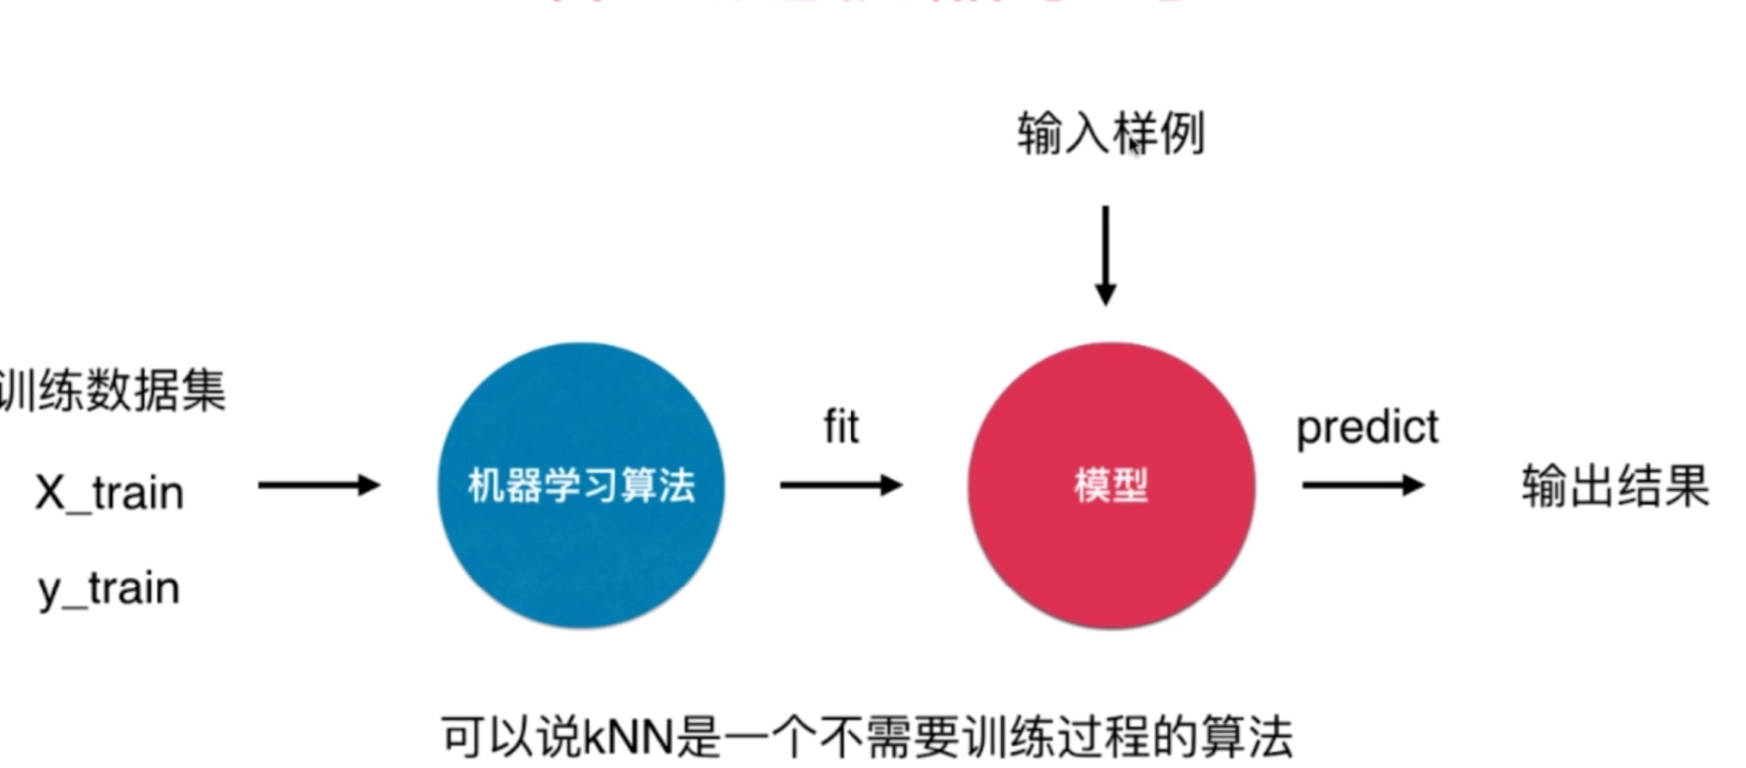 输入样例
训练数据集
X_train
y_train
机器学习算法
fit
模型
predict
输出结果
可以说kNN是一个不需要训练过程的算法